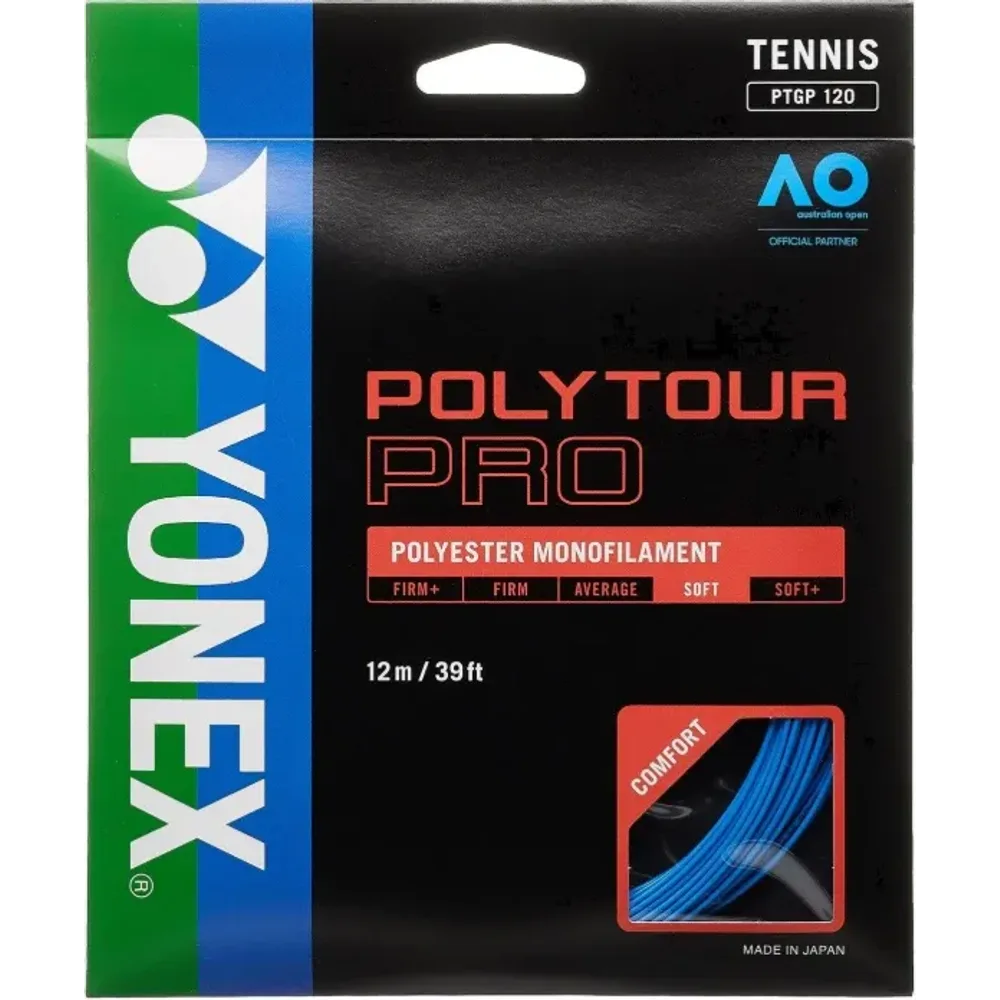 TENNIS
PTGP 120
AO
australian open
OFFICIAL PARTNER
YONEX®
POLYTOUR
PRO
POLYESTER MONOFILAMENT
FIRM+ FIRM AVERAGE SOFT SOFT+
12m / 39ft
COMFORT
MADE IN JAPAN